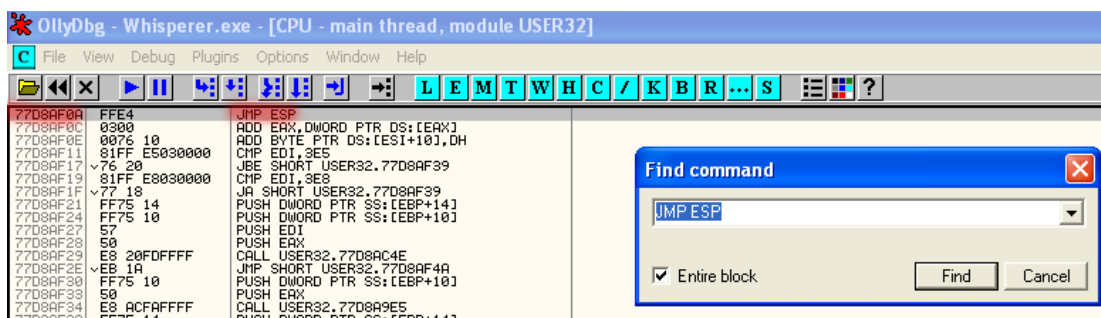 OllyDbg - Whisperer.exe - [CPU - main thread, module USER32]
C File View Debug Plugins Options Window Help
L E M T W H C / K B R ... S ?
77D8AF0A FFE4 JMP ESP
77D8AF0C 0300 ADD EAX,DWORD PTR DS:[EAX]
77D8AF0E 0076 10 ADD BYTE PTR DS:[ESI+10],DH
77D8AF11 81FF E5030000 CMP EDI,3E5
77D8AF17 76 20 JBE SHORT USER32.77D8AF39
77D8AF19 81FF E8030000 CMP EDI,3E8
77D8AF1F 77 18 JA SHORT USER32.77D8AF39
77D8AF21 FF75 14 PUSH DWORD PTR SS:[EBP+14]
77D8AF24 FF75 10 PUSH DWORD PTR SS:[EBP+10]
77D8AF27 57 PUSH EDI
77D8AF28 50 PUSH EAX
77D8AF29 E8 20FDFFFF CALL USER32.77D8AC4E
77D8AF2E EB 1A JMP SHORT USER32.77D8AF4A
77D8AF30 FF75 10 PUSH DWORD PTR SS:[EBP+10]
77D8AF33 50 PUSH EAX
77D8AF34 E8 ACFAFFFF CALL USER32.77D8A9E5
Find command
JMP ESP
Entire block
Find
Cancel